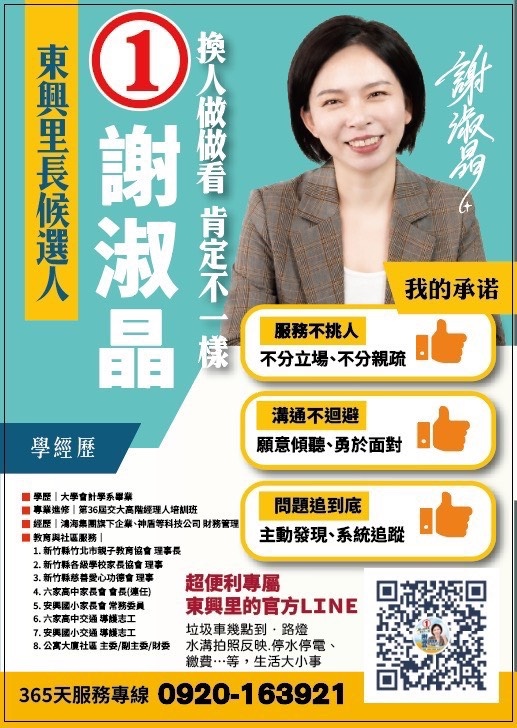 東興里長候選人
1
謝淑晶
換人做做看 肯定不一樣
謝淑晶
我的承诺
服務不挑人
不分立場、不分親疏
溝通不迴避
願意傾聽、勇於面對
問題追到底
主動發現、系統追蹤
學經歷
學歷｜大學會計學系畢業
專業進修｜第36屆交大高階經理人培訓班
經歷｜鴻海集團旗下企業、神盾等科技公司 財務管理
教育與社區服務｜
1. 新竹縣竹北市親子教育協會 理事長
2. 新竹縣各級學校家長協會 理事
3. 新竹縣慈善愛心功德會 理事
4. 六家高中家長會 會長(連任)
5. 安興國小家長會 常務委員
6. 六家高中交通 導護志工
7. 安興國小交通 導護志工
8. 公寓大廈社區 主委/副主委/財委
超便利專屬
東興里的官方LINE
垃圾車幾點到．路燈
水溝拍照反映.停水停電、
繳費…等，生活大小事
365天服務專線 0920-163921